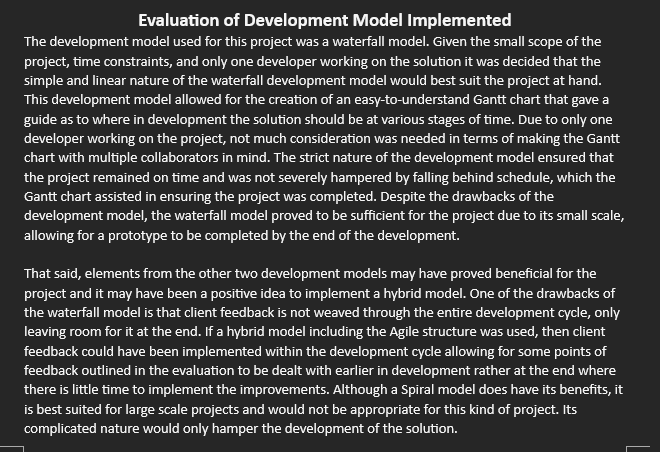 Evaluation of Development Model Implemented
The development model used for this project was a waterfall model. Given the small scope of the
project, time constraints, and only one developer working on the solution it was decided that the
simple and linear nature of the waterfall development model would best suit the project at hand.
This development model allowed for the creation of an easy-to-understand Gantt chart that gave a
guide as to where in development the solution should be at various stages of time. Due to only one
developer working on the project, not much consideration was needed in terms of making the Gantt
chart with multiple collaborators in mind. The strict nature of the development model ensured that
the project remained on time and was not severely hampered by falling behind schedule, which the
Gantt chart assisted in ensuring the project was completed. Despite the drawbacks of the
development model, the waterfall model proved to be sufficient for the project due to its small scale,
allowing for a prototype to be completed by the end of the development.
That said, elements from the other two development models may have proved beneficial for the
project and it may have been a positive idea to implement a hybrid model. One of the drawbacks of
the waterfall model is that client feedback is not weaved through the entire development cycle, only
leaving room for it at the end. If a hybrid model including the Agile structure was used, then client
feedback could have been implemented within the development cycle allowing for some points of
feedback outlined in the evaluation to be dealt with earlier in development rather at the end where
there is little time to implement the improvements. Although a Spiral model does have its benefits, it
is best suited for large scale projects and would not be appropriate for this kind of project. Its
complicated nature would only hamper the development of the solution.